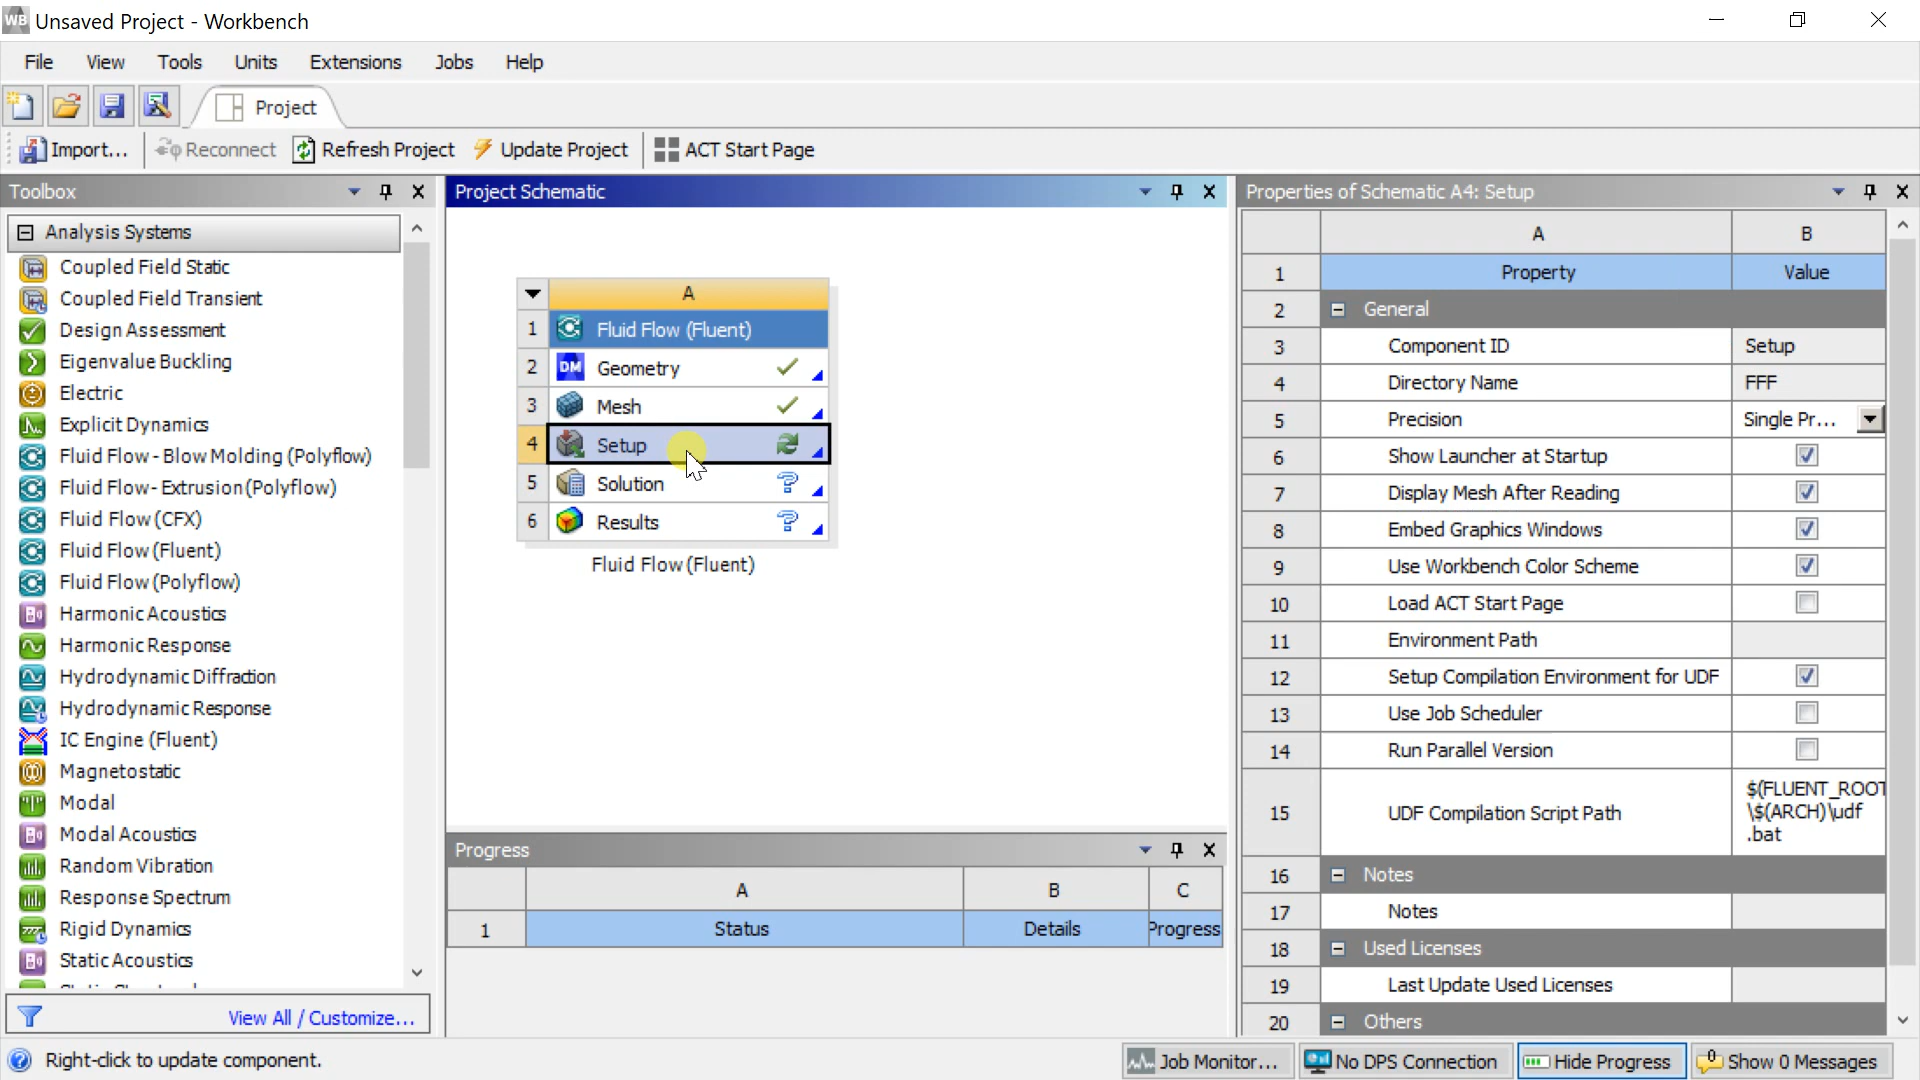 WB Unsaved Project - Workbench
File View Tools Units Extensions Jobs Help
Project
Import... Reconnect Refresh Project Update Project ACT Start Page
Toolbox
Analysis Systems
Coupled Field Static
Coupled Field Transient
Design Assessment
Eigenvalue Buckling
Electric
Explicit Dynamics
Fluid Flow - Blow Molding (Polyflow)
Fluid Flow - Extrusion (Polyflow)
Fluid Flow (CFX)
Fluid Flow (Fluent)
Fluid Flow (Polyflow)
Harmonic Acoustics
Harmonic Response
Hydrodynamic Diffraction
Hydrodynamic Response
IC Engine (Fluent)
Magnetostatic
Modal
Modal Acoustics
Random Vibration
Response Spectrum
Rigid Dynamics
Static Acoustics
View All / Customize...
Project Schematic
A
1 Fluid Flow (Fluent)
2 DM Geometry
3 Mesh
4 Setup
5 Solution
6 Results
Fluid Flow (Fluent)
Progress
A B C
1 Status Details Progress
Properties of Schematic A4: Setup
A B
1 Property Value
2 General
3 Component ID Setup
4 Directory Name FFF
5 Precision Single Pr...
6 Show Launcher at Startup
7 Display Mesh After Reading
8 Embed Graphics Windows
9 Use Workbench Color Scheme
10 Load ACT Start Page
11 Environment Path
12 Setup Compilation Environment for UDF
13 Use Job Scheduler
14 Run Parallel Version
15 UDF Compilation Script Path $(FLUENT_ROOT
\$(ARCH)\udf
.bat
16 Notes
17 Notes
18 Used Licenses
19 Last Update Used Licenses
20 Others
Right-click to update component.
Job Monitor... No DPS Connection Hide Progress Show 0 Messages